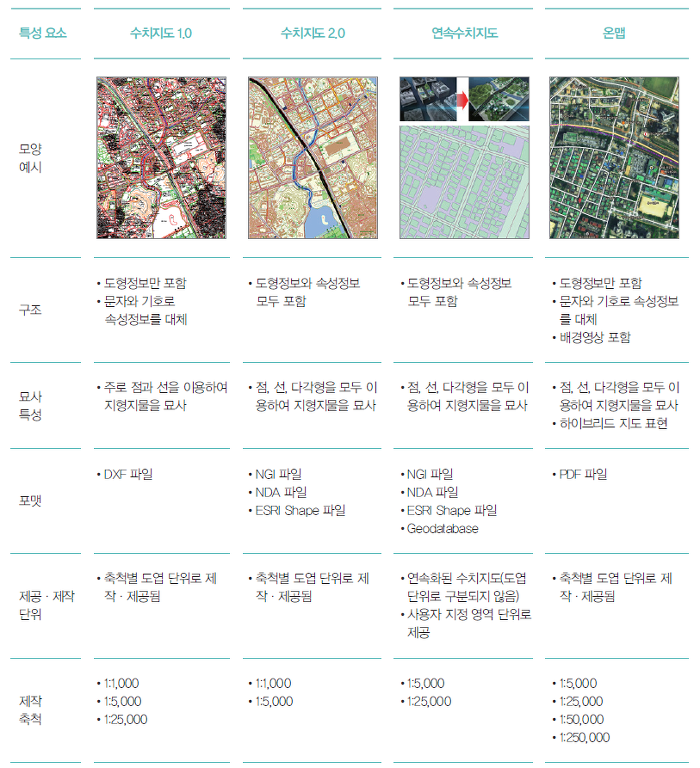 특성 요소
수치지도 1.0
수치지도 2.0
연속수치지도
온맵
모양
예시
구조
• 도형정보만 포함
• 문자와 기호로
속성정보를 대체
• 도형정보와 속성정보
모두 포함
• 도형정보와 속성정보
모두 포함
• 도형정보만 포함
• 문자와 기호로 속성정보
를 대체
• 배경영상 포함
묘사
특성
• 주로 점과 선을 이용하여
지형지물을 묘사
• 점, 선, 다각형을 모두 이
용하여 지형지물을 묘사
• 점, 선, 다각형을 모두 이
용하여 지형지물을 묘사
• 점, 선, 다각형을 모두 이
용하여 지형지물을 묘사
• 하이브리드 지도 표현
포맷
• DXF 파일
• NGI 파일
• NDA 파일
• ESRI Shape 파일
• NGI 파일
• NDA 파일
• ESRI Shape 파일
• Geodatabase
• PDF 파일
제공 · 제작
단위
• 축척별 도엽 단위로 제
작 · 제공됨
• 축척별 도엽 단위로 제
작 · 제공됨
• 연속화된 수치지도(도엽
단위로 구분되지 않음)
• 사용자 지정 영역 단위로
제공
• 축척별 도엽 단위로 제
작 · 제공됨
제작
축척
• 1:1,000
• 1:5,000
• 1:25,000
• 1:1,000
• 1:5,000
• 1:5,000
• 1:25,000
• 1:5,000
• 1:25,000
• 1:50,000
• 1:250,000